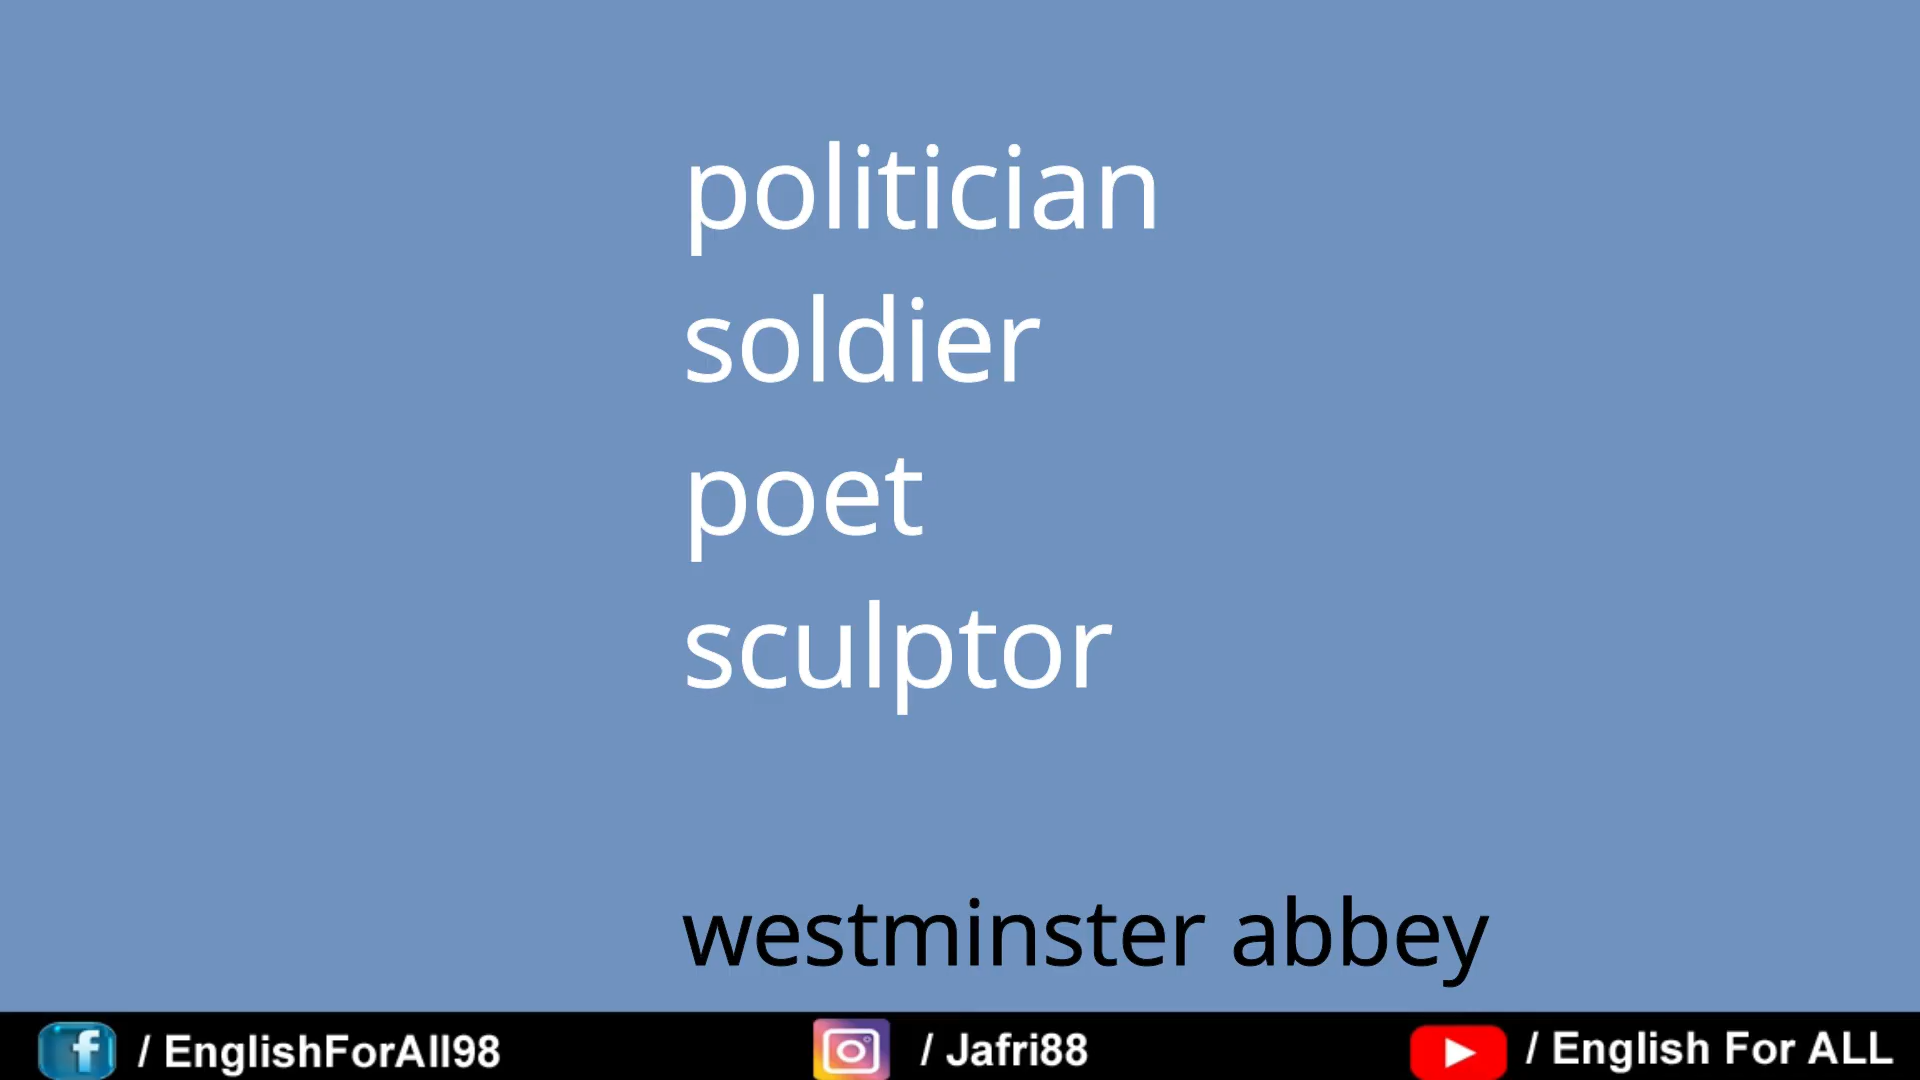 politician
soldier
poet
sculptor
westminster abbey
/ EnglishForAll98 / Jafri88 / English For ALL